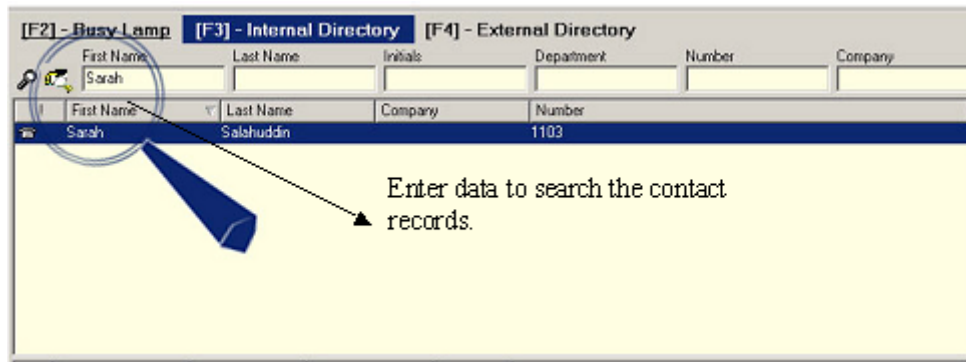 [F2] - Busy Lamp [F3] - Internal Directory [F4] - External Directory
First Name Last Name Initials Department Number Company
Sarah
First Name Last Name Company Number
Sarah Salahuddin 1103
Enter data to search the contact
records.